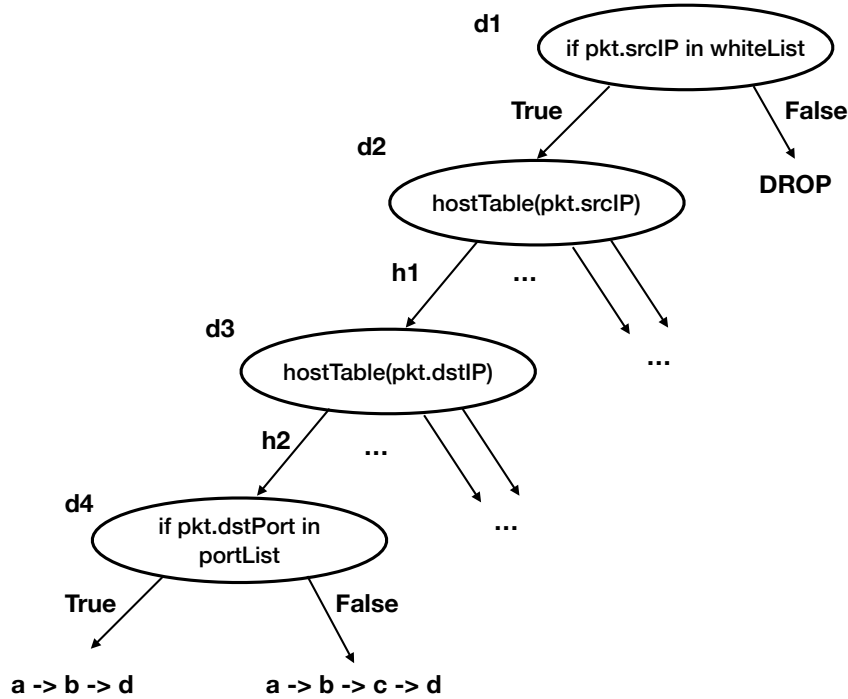 d1
if pkt.srcIP in whiteList
True
False
d2
DROP
hostTable(pkt.srcIP)
h1
...
d3
...
hostTable(pkt.dstIP)
h2
...
d4
...
if pkt.dstPort in
portList
True
False
a -> b -> d
a -> b -> c -> d